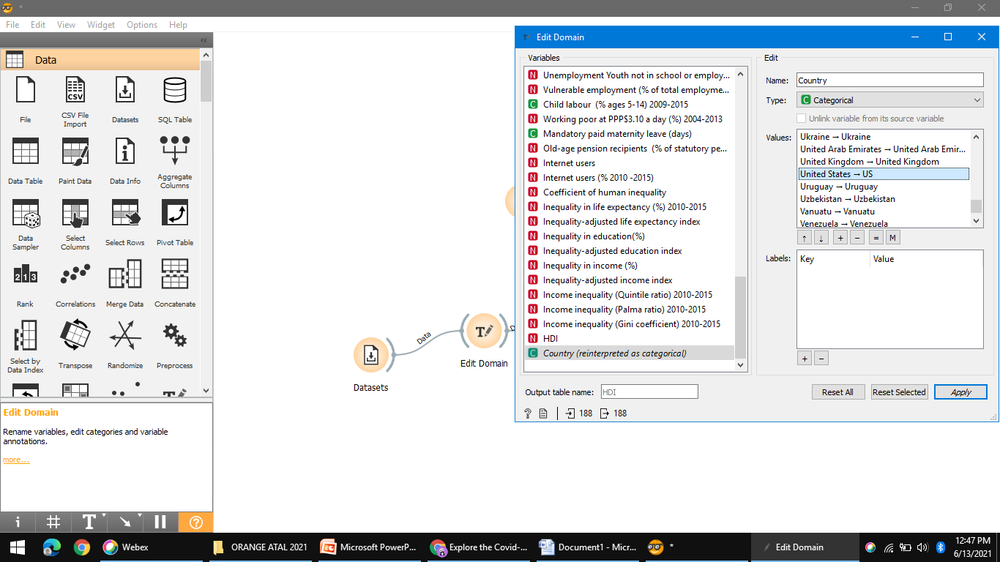 *
File Edit View Widget Options Help
Data
File
CSV File
Import
Datasets
SQL Table
Data Table
Paint Data
Data Info
Aggregate
Columns
Data
Sampler
Select
Columns
Select Rows
Pivot Table
Rank
Correlations
Merge Data
Concatenate
Select by
Data Index
Transpose
Randomize
Preprocess
Edit Domain
Rename variables, edit categories and variable
annotations.
more...
Datasets
Data
Edit Domain
Edit Domain
Variables
Unemployment Youth not in school or employ...
Vulnerable employment (% of total employme...
Child labour (% ages 5-14) 2009-2015
Working poor at PPP$3.10 a day (%) 2004-2013
Mandatory paid maternity leave (days)
Old-age pension recipients (% of statutory pe...
Internet users
Internet users (% 2010 -2015)
Coefficient of human inequality
Inequality in life expectancy (%) 2010-2015
Inequality-adjusted life expectancy index
Inequality in education(%)
Inequality-adjusted education index
Inequality in income (%)
Inequality-adjusted income index
Income inequality (Quintile ratio) 2010-2015
Income inequality (Palma ratio) 2010-2015
Income inequality (Gini coefficient) 2010-2015
HDI
Country (reinterpreted as categorical)
Edit
Name: Country
Type: C Categorical
Unlink variable from its source variable
Values:
Ukraine → Ukraine
United Arab Emirates → United Arab Emir...
United Kingdom → United Kingdom
United States → US
Uruguay → Uruguay
Uzbekistan → Uzbekistan
Vanuatu → Vanuatu
Venezuela → Venezuela
↑ ↓ + − = M
Labels: Key Value
+ −
Output table name: HDI
Reset All Reset Selected Apply
? 188 188
Webex
ORANGE ATAL 2021
Microsoft PowerP...
Explore the Covid-...
Document1 - Micr...
*
Edit Domain
12:47 PM
6/13/2021